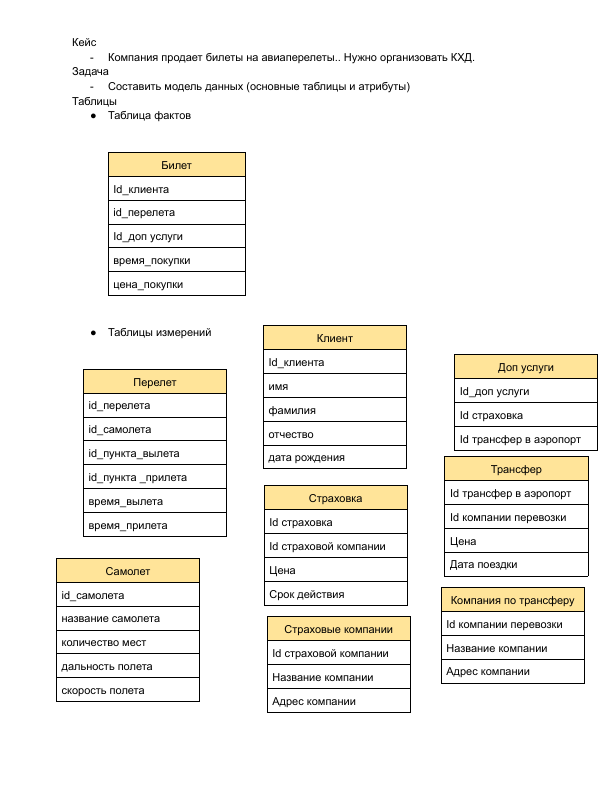 Кейс
- Компания продает билеты на авиаперелеты.. Нужно организовать КХД.
Задача
- Составить модель данных (основные таблицы и атрибуты)
Таблицы
● Таблица фактов
Билет
Id_клиента
id_перелета
Id_доп услуги
время_покупки
цена_покупки
● Таблицы измерений
Перелет
id_перелета
id_самолета
id_пункта_вылета
id_пункта _прилета
время_вылета
время_прилета
Самолет
id_самолета
название самолета
количество мест
дальность полета
скорость полета
Клиент
Id_клиента
имя
фамилия
отчество
дата рождения
Страховка
Id страховка
Id страховой компании
Цена
Срок действия
Страховые компании
Id страховой компании
Название компании
Адрес компании
Доп услуги
Id_доп услуги
Id страховка
Id трансфер в аэропорт
Трансфер
Id трансфер в аэропорт
Id компании перевозки
Цена
Дата поездки
Компания по трансферу
Id компании перевозки
Название компании
Адрес компании